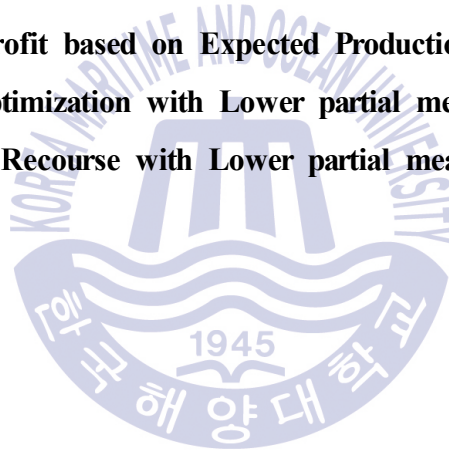 rofit based on Expected Productio
otimization with Lower partial me
Recourse with Lower partial mea
KOREA MARITIME AND OCEAN UNIVERSITY
1945
한국해양대학교